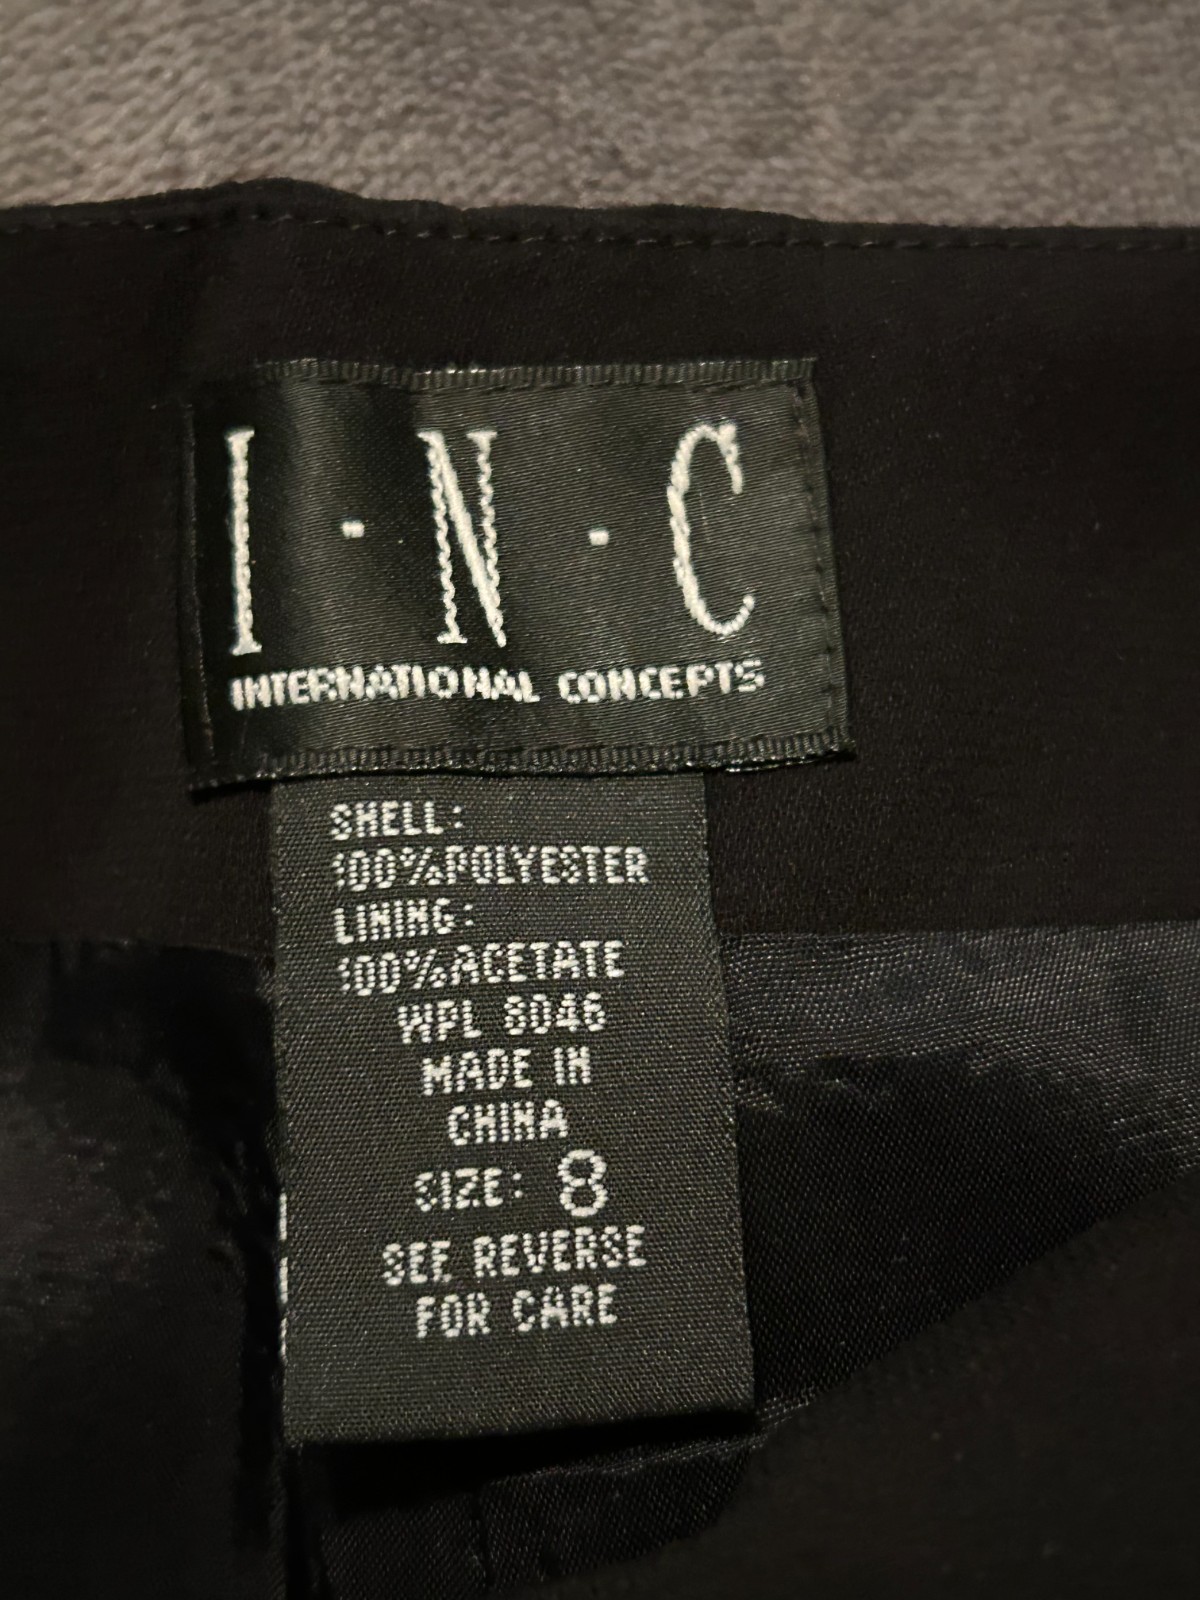 I·N·C
INTERNATIONAL CONCEPTS
SHELL:
100%POLYESTER
LINING:
100%ACETATE
WPL 8046
MADE IN
CHINA
SIZE: 8
SEE REVERSE
FOR CARE